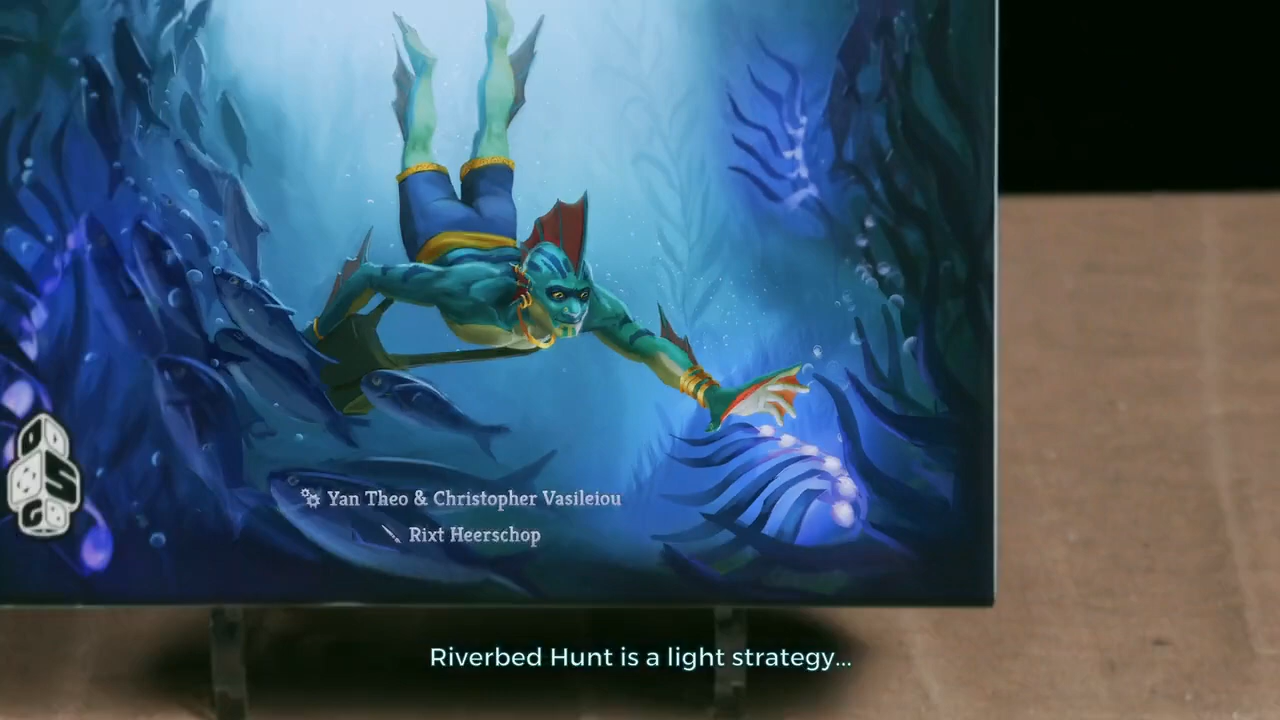 Yan Theo & Christopher Vasileiou
Rixt Heerschop
Riverbed Hunt is a light strategy...